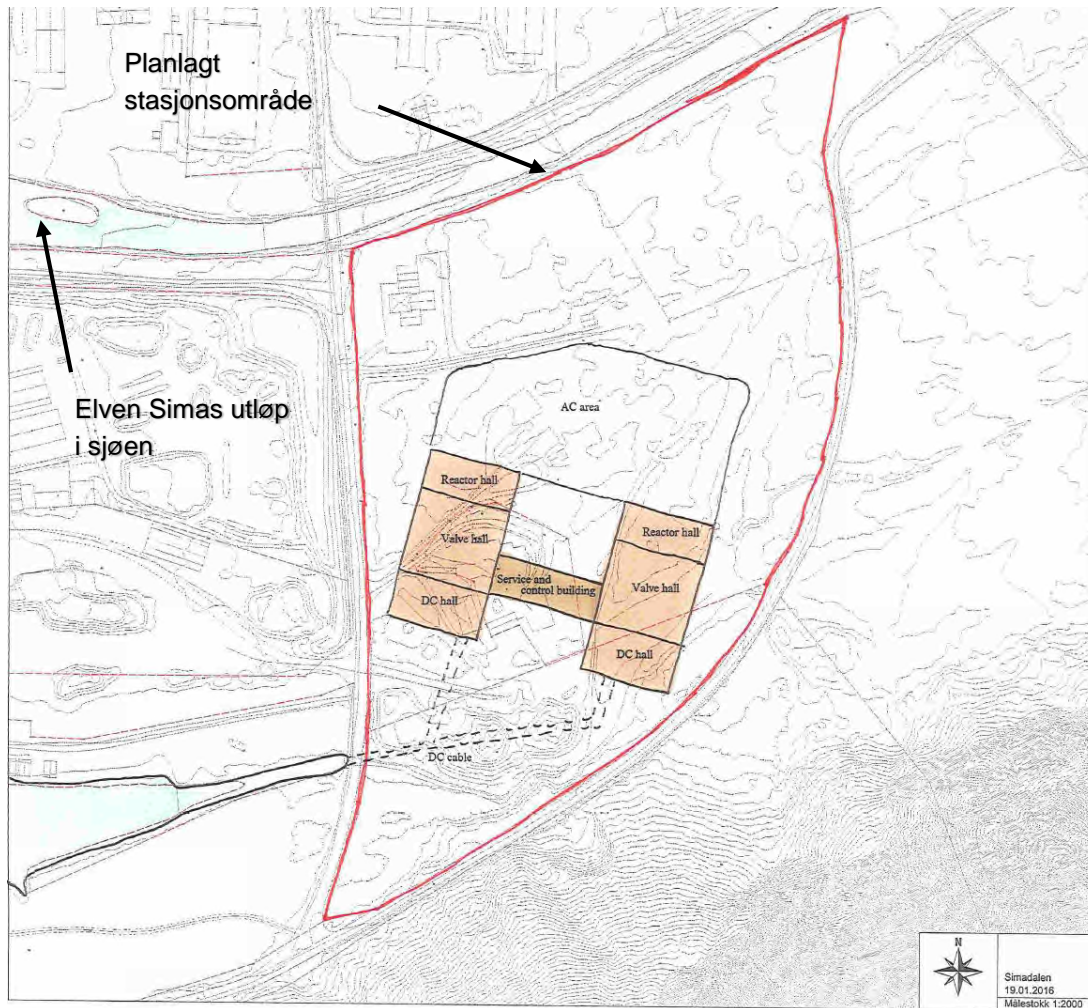 Planlagt
stasjonsområde
Elven Simas utløp
i sjøen
AC area
Reactor hall
Reactor hall
Valve hall
Valve hall
Service and
control building
DC hall
DC hall
DC cable
N
Simadalen
19.01.2016
Målestokk 1:2000